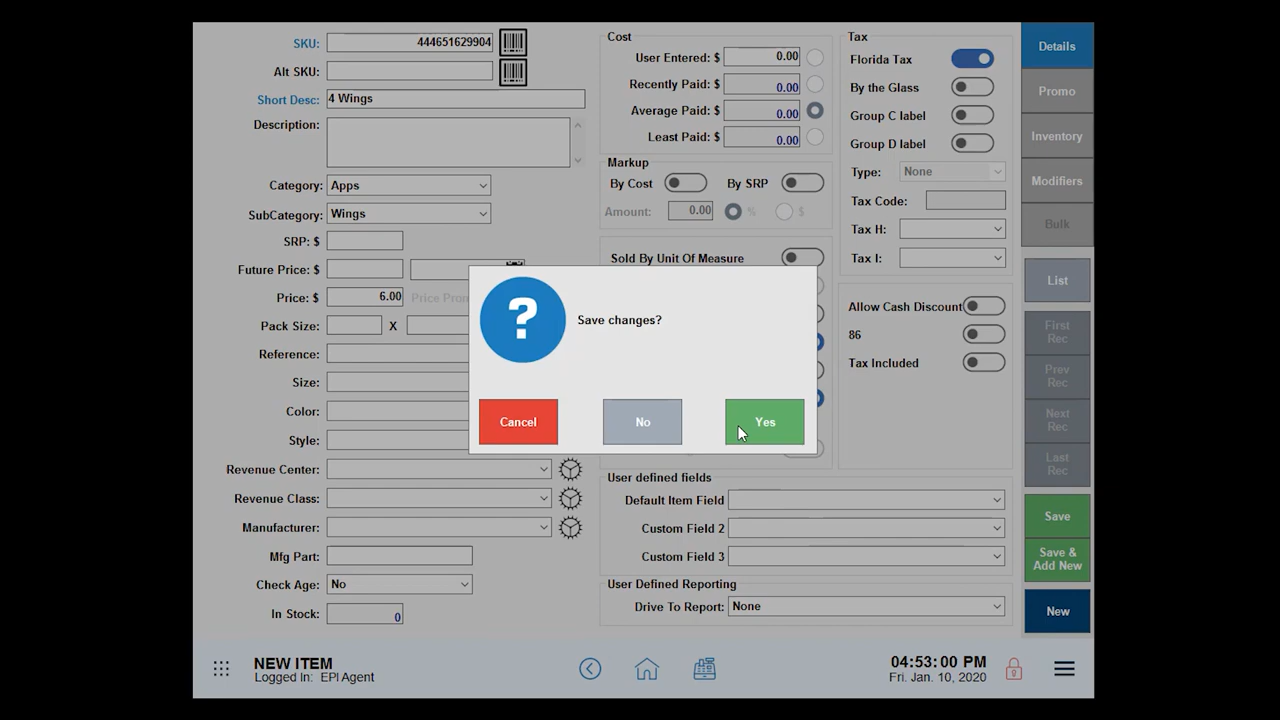 SKU: 444651629904
Alt SKU:
Short Desc: 4 Wings
Description:
Category: Apps
SubCategory: Wings
SRP: $
Future Price: $
Price: $ 6.00
Pack Size: X
Reference:
Size:
Color:
Style:
Revenue Center:
Revenue Class:
Manufacturer:
Mfg Part:
Check Age: No
In Stock: 0
Cost
User Entered: $ 0.00
Recently Paid: $ 0.00
Average Paid: $ 0.00
Least Paid: $ 0.00
Markup
By Cost By SRP
Amount: 0.00 % $
Sold By Unit Of Measure
?
Save changes?
Cancel No Yes
User defined fields
Default Item Field
Custom Field 2
Custom Field 3
User Defined Reporting
Drive To Report: None
Tax
Florida Tax
By the Glass
Group C label
Group D label
Type: None
Tax Code:
Tax H:
Tax I:
Allow Cash Discount
86
Tax Included
Details
Promo
Inventory
Modifiers
Bulk
List
First
Rec
Prev
Rec
Next
Rec
Last
Rec
Save
Save &
Add New
New
NEW ITEM
Logged In: EPI Agent
04:53:00 PM
Fri. Jan. 10, 2020